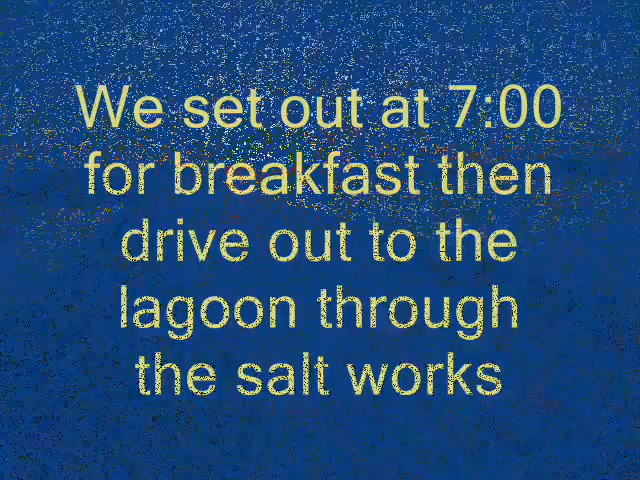 We set out at 7:00
for breakfast then
drive out to the
lagoon through
the salt works